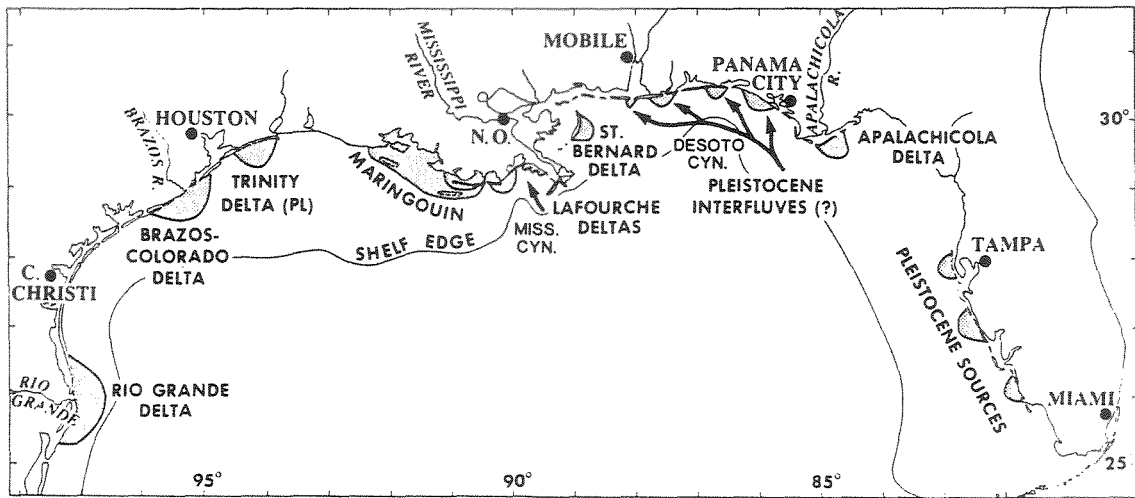 MISSISSIPPI
RIVER
MOBILE
PANAMA
CITY
APALACHICOLA
R.
HOUSTON
BRAZOS R.
N.O.
30°
ST.
BERNARD
DELTA
DESOTO
CYN.
APALACHICOLA
DELTA
TRINITY
DELTA (PL)
MARINGOUIN
PLEISTOCENE
INTERFLUVES (?)
LAFOURCHE
DELTAS
MISS.
CYN.
BRAZOS-
COLORADO
DELTA
SHELF EDGE
C.
CHRISTI
TAMPA
PLEISTOCENE SOURCES
RIO
GRANDE
RIO GRANDE
DELTA
MIAMI
25
95°
90°
85°